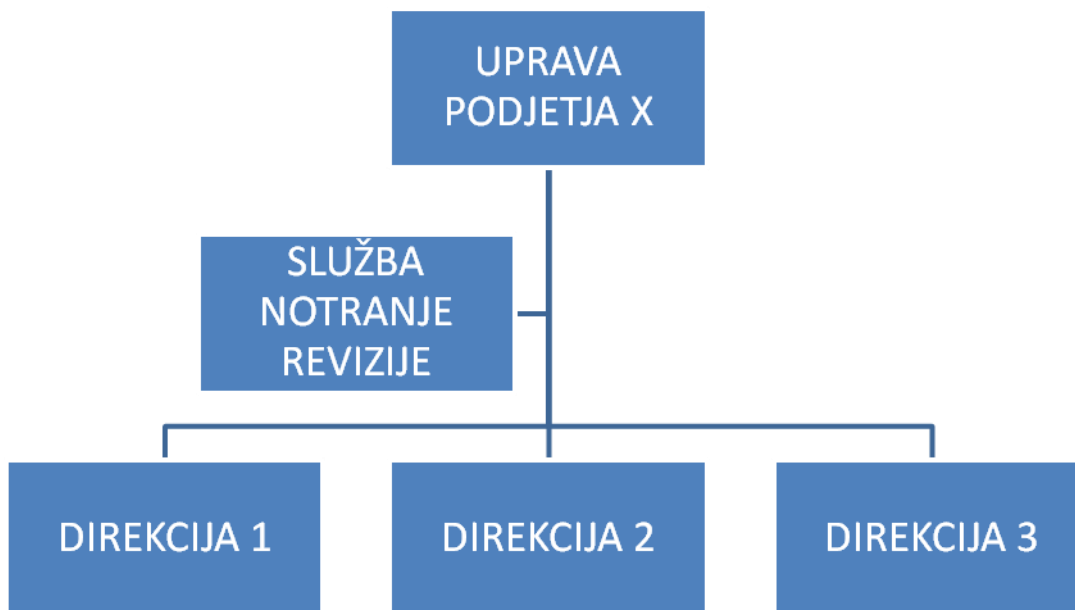 UPRAVA
PODJETJA X
SLUŽBA
NOTRANJE
REVIZIJE
DIREKCIJA 1
DIREKCIJA 2
DIREKCIJA 3